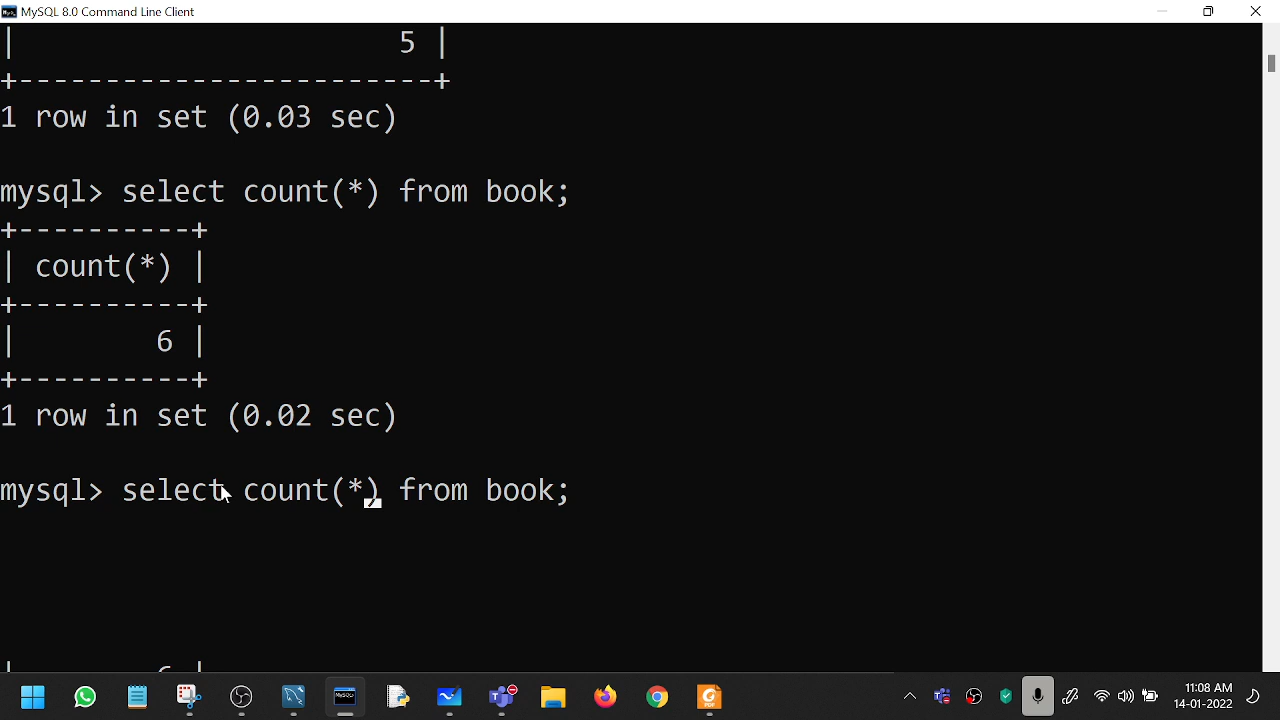 MySQL 8.0 Command Line Client
|                       5 |
+------------------------+
1 row in set (0.03 sec)
mysql> select count(*) from book;
+----------+
| count(*) |
+----------+
|        6 |
+----------+
1 row in set (0.02 sec)
mysql> select count(*) from book;
11:08 AM
14-01-2022